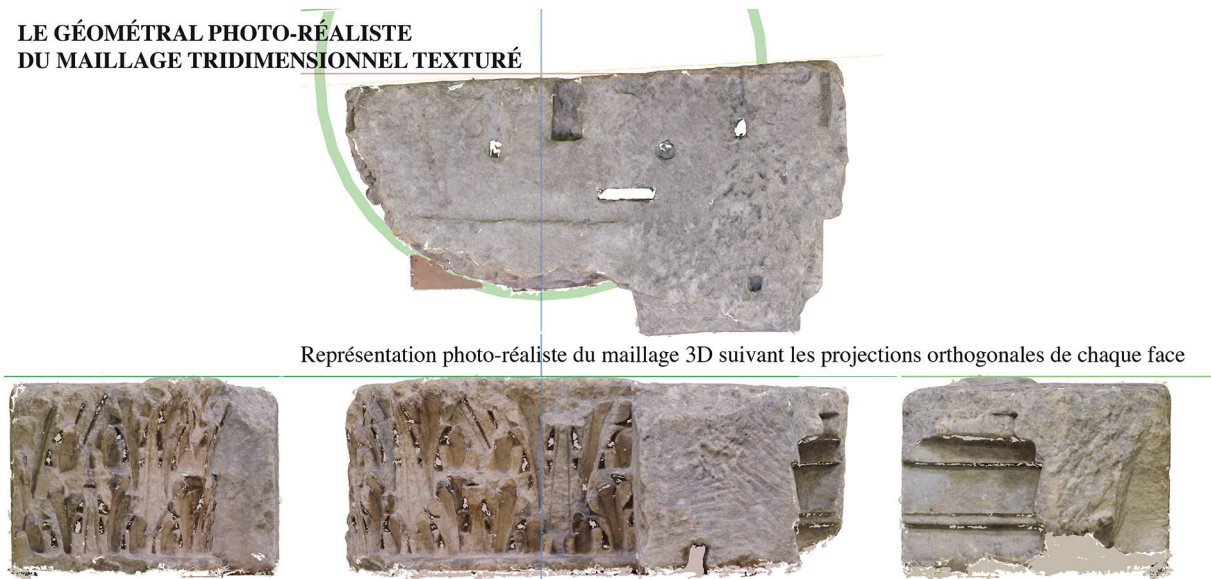 LE GÉOMÉTRAL PHOTO-RÉALISTE
DU MAILLAGE TRIDIMENSIONNEL TEXTURÉ
Représentation photo-réaliste du maillage 3D suivant les projections orthogonales de chaque face